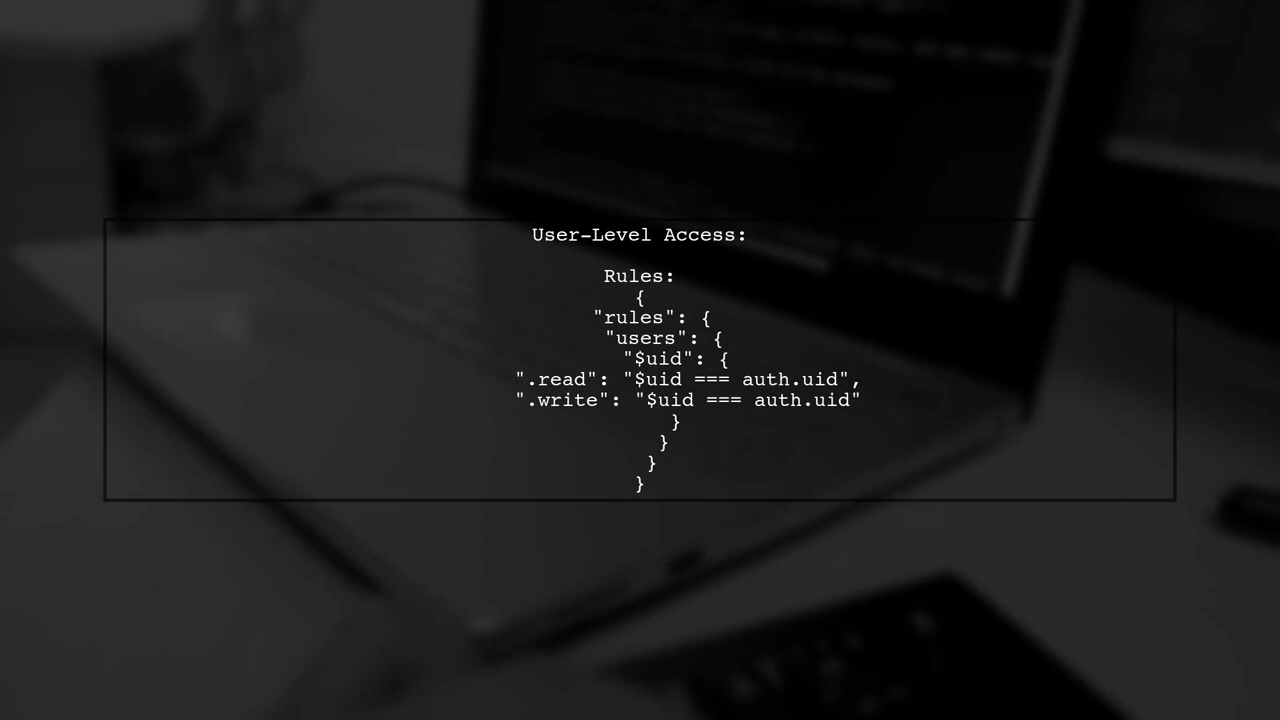 User-Level Access:
Rules:
{
"rules": {
"users": {
"$uid": {
".read": "$uid === auth.uid",
".write": "$uid === auth.uid"
}
}
}
}